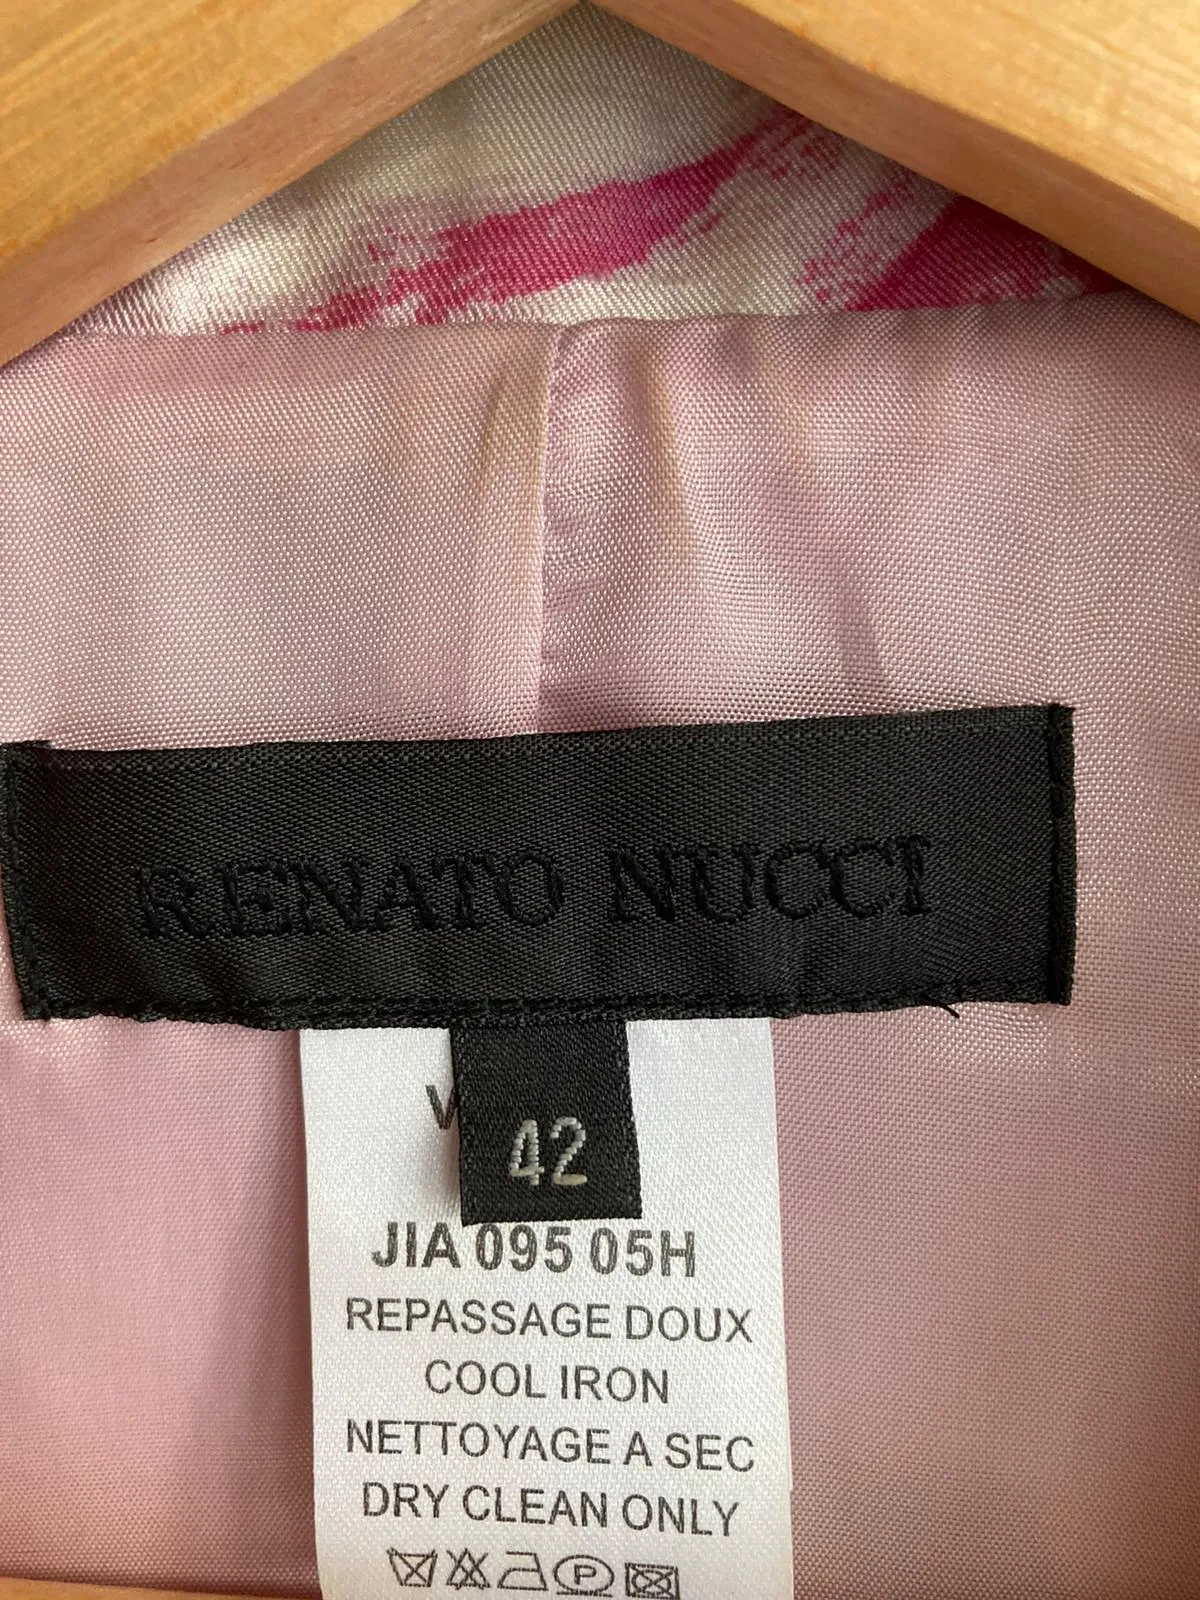 RENATO NUCCI
42
JIA 095 05H
REPASSAGE DOUX
COOL IRON
NETTOYAGE A SEC
DRY CLEAN ONLY
P